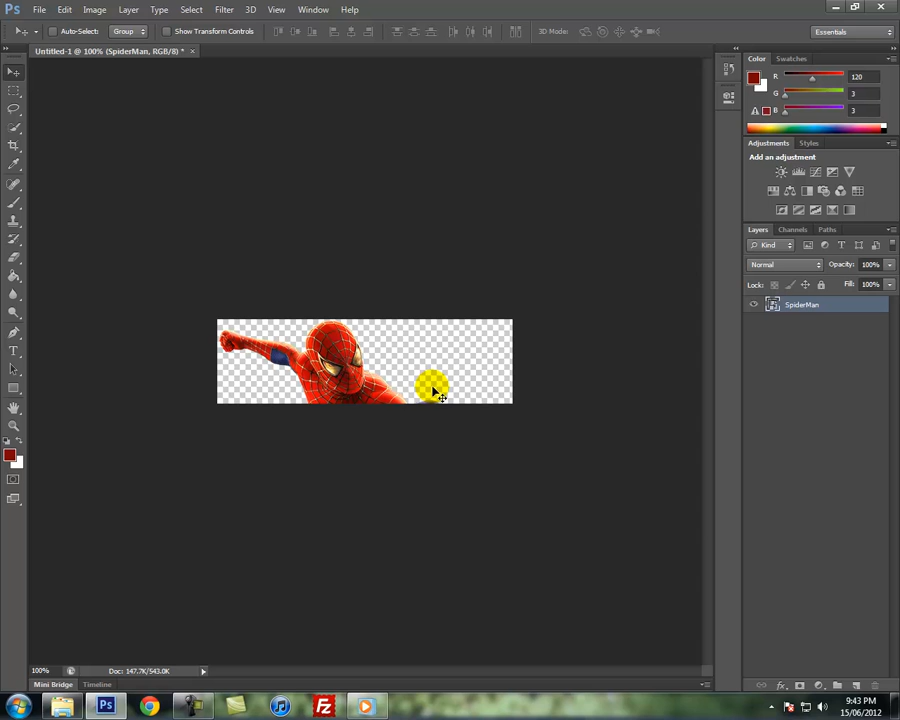 Ps File Edit Image Layer Type Select Filter 3D View Window Help
Auto-Select: Group Show Transform Controls 3D Mode: Essentials
Untitled-1 @ 100% (SpiderMan, RGB/8) * ×
Color Swatches
R 120
G 3
B 3
Adjustments Styles
Add an adjustment
Layers Channels Paths
Kind
Normal Opacity: 100%
Lock: Fill: 100%
SpiderMan
100% Doc: 147.7K/543.0K
Mini Bridge Timeline
Ps Fz 9:43 PM
15/06/2012